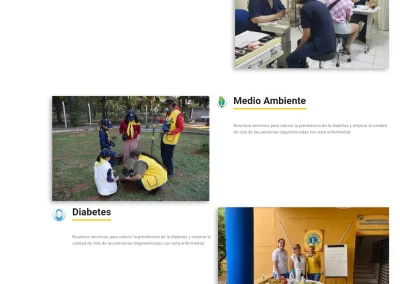 Medio Ambiente
Nosotros servimos para reducir la prevalencia de la diabetes y mejorar la calidad
de vida de las personas diagnosticadas con esta enfermedad.
Diabetes
Nosotros servimos para reducir la prevalencia de la diabetes y mejorar la
calidad de vida de las personas diagnosticadas con esta enfermedad.